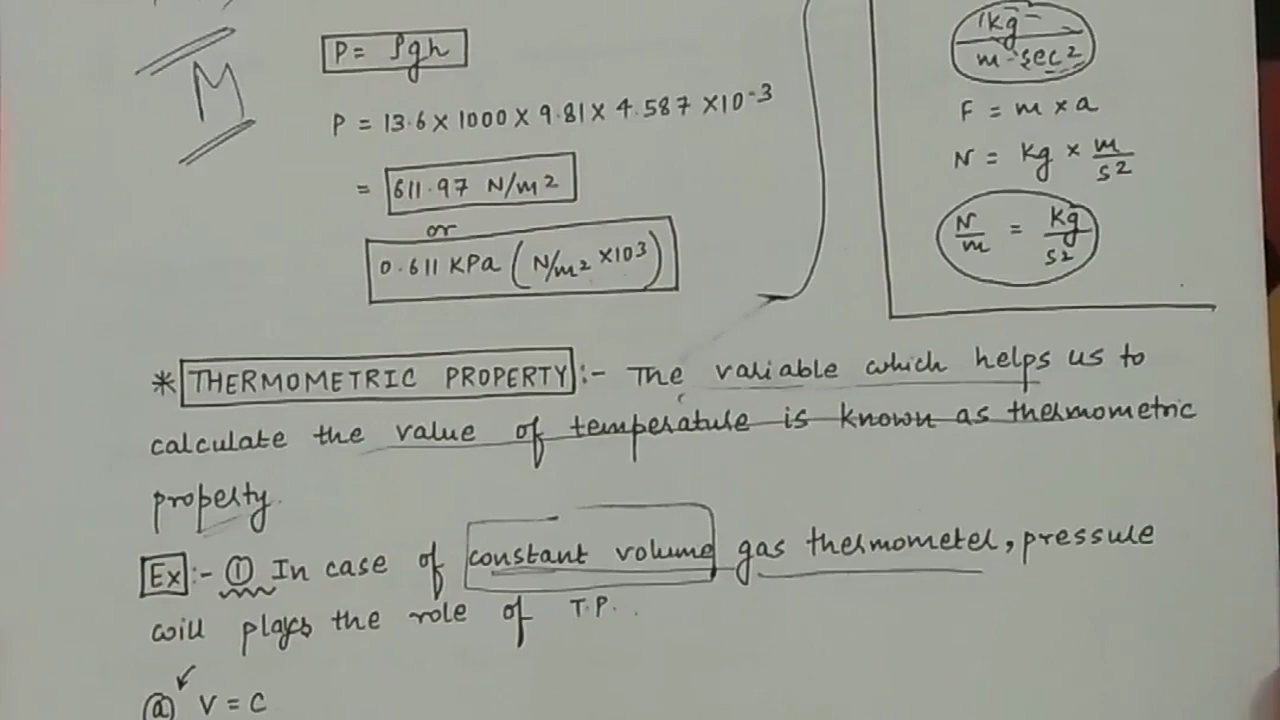 M
P = ρgh
P = 13.6 × 1000 × 9.81 × 4.587 × 10⁻³
= 611.97 N/m²
or
0.611 KPa (N/m² × 10³)
1kg
m-sec²
F = m × a
N = kg × m/s²
N/m = kg/s²
* THERMOMETRIC PROPERTY :- The variable which helps us to
calculate the value of temperature is known as thermometric
property.
Ex :- ① In case of constant volume gas thermometer, pressure
will plays the role of T.P.
ⓐ V = C